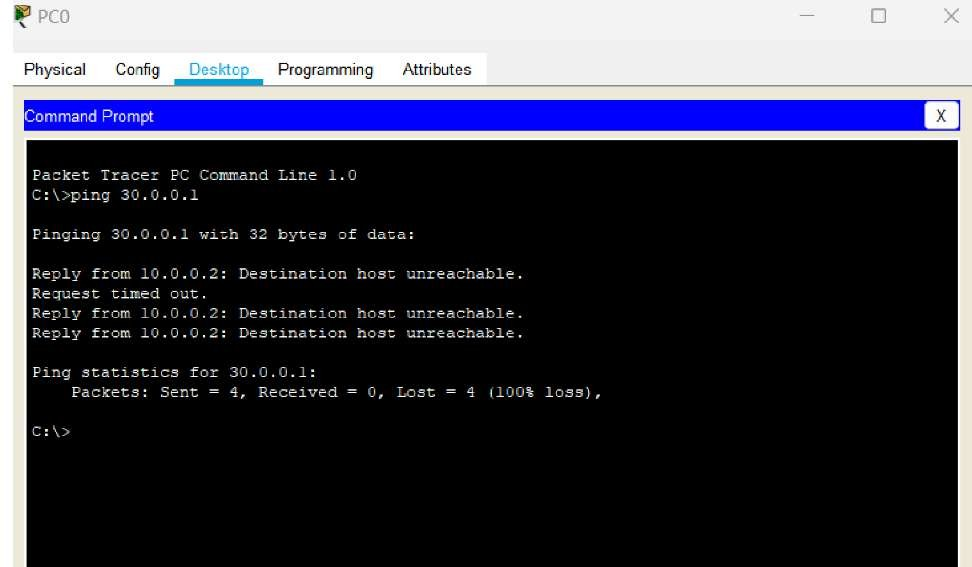 PC0
Physical Config Desktop Programming Attributes
Command Prompt X
Packet Tracer PC Command Line 1.0
C:\>ping 30.0.0.1
Pinging 30.0.0.1 with 32 bytes of data:
Reply from 10.0.0.2: Destination host unreachable.
Request timed out.
Reply from 10.0.0.2: Destination host unreachable.
Reply from 10.0.0.2: Destination host unreachable.
Ping statistics for 30.0.0.1:
Packets: Sent = 4, Received = 0, Lost = 4 (100% loss),
C:\>